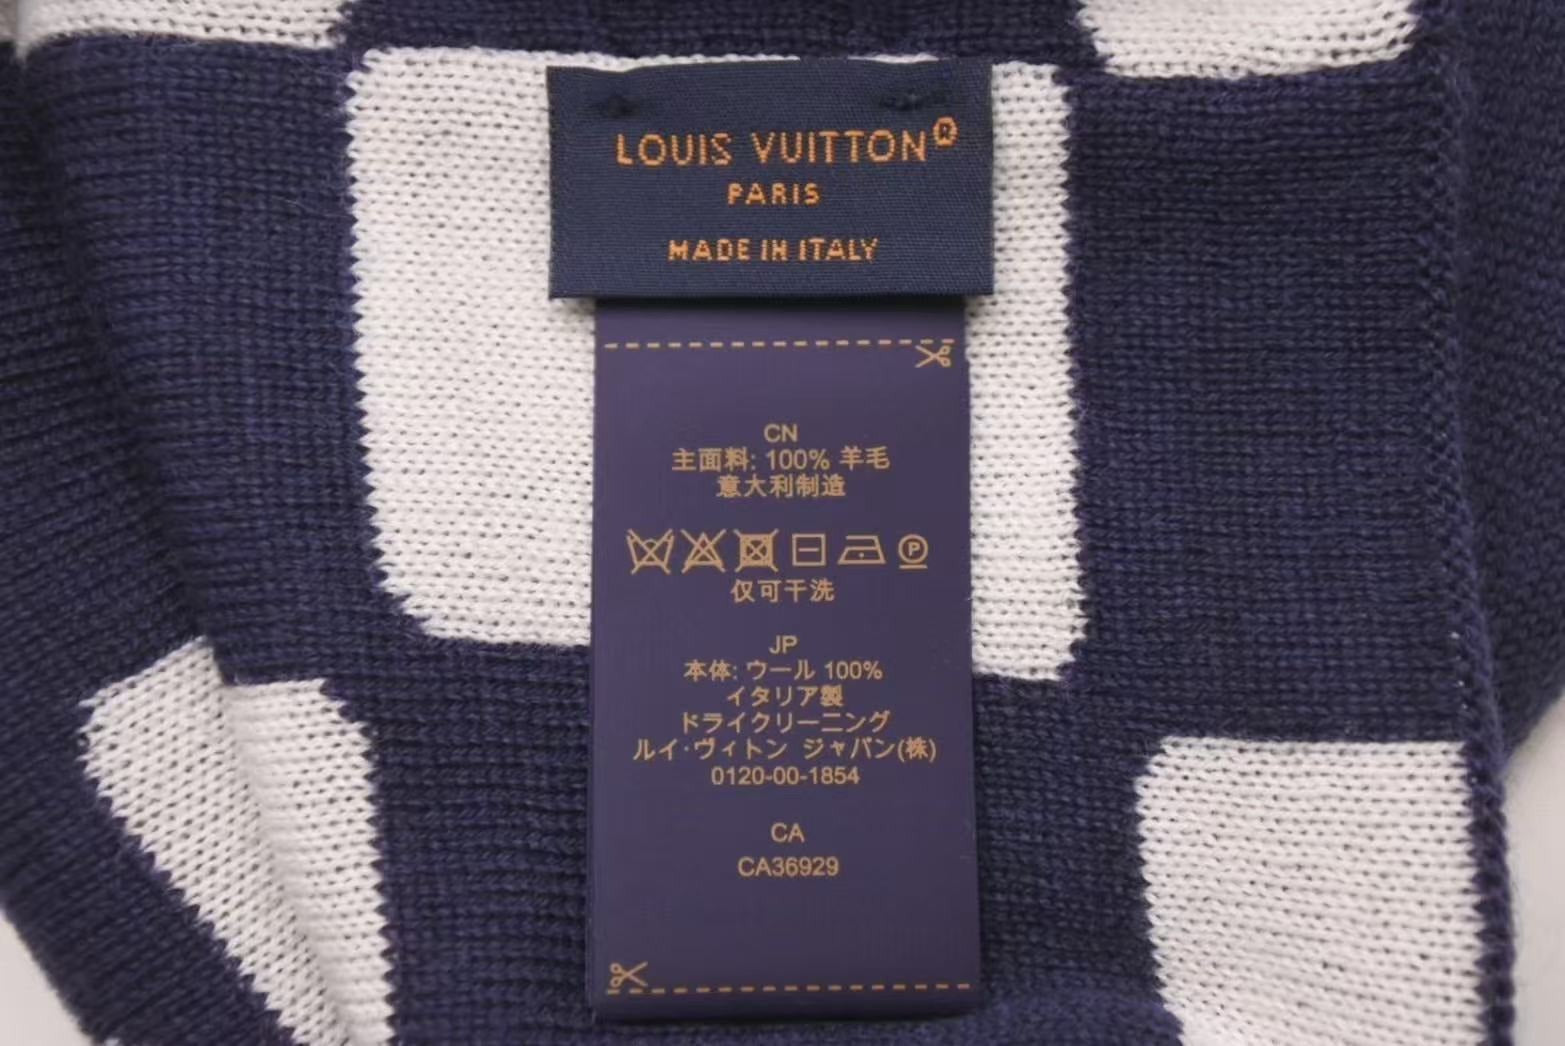 LOUIS VUITTON®
PARIS
MADE IN ITALY
CN
主面料: 100% 羊毛
意大利制造
仅可干洗
JP
本体: ウール 100%
イタリア製
ドライクリーニング
ルイ･ヴィトン ジャパン(株)
0120-00-1854
CA
CA36929